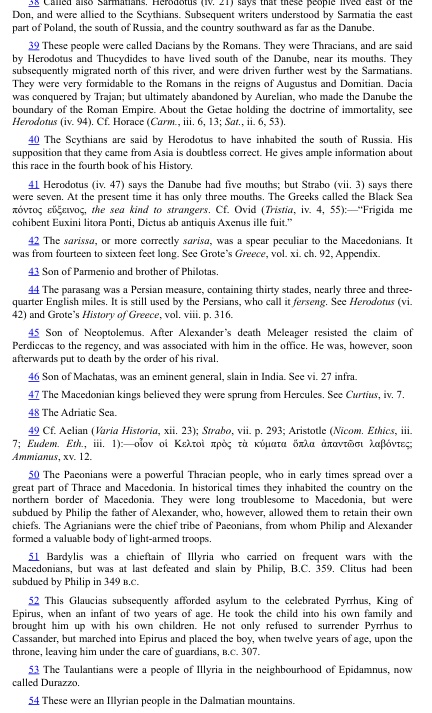 38 Called also Sarmatians. Herodotus (iv. 21) says that these people lived east of the
Don, and were allied to the Scythians. Subsequent writers understood by Sarmatia the east
part of Poland, the south of Russia, and the country southward as far as the Danube.
39 These people were called Dacians by the Romans. They were Thracians, and are said
by Herodotus and Thucydides to have lived south of the Danube, near its mouths. They
subsequently migrated north of this river, and were driven further west by the Sarmatians.
They were very formidable to the Romans in the reigns of Augustus and Domitian. Dacia
was conquered by Trajan; but ultimately abandoned by Aurelian, who made the Danube the
boundary of the Roman Empire. About the Getae holding the doctrine of immortality, see
Herodotus (iv. 94). Cf. Horace (Carm., iii. 6, 13; Sat., ii. 6, 53).
40 The Scythians are said by Herodotus to have inhabited the south of Russia. His
supposition that they came from Asia is doubtless correct. He gives ample information about
this race in the fourth book of his History.
41 Herodotus (iv. 47) says the Danube had five mouths; but Strabo (vii. 3) says there
were seven. At the present time it has only three mouths. The Greeks called the Black Sea
πόντος εὔξεινος, the sea kind to strangers. Cf. Ovid (Tristia, iv. 4, 55):—“Frigida me
cohibent Euxini litora Ponti, Dictus ab antiquis Axenus ille fuit.”
42 The sarissa, or more correctly sarisa, was a spear peculiar to the Macedonians. It
was from fourteen to sixteen feet long. See Grote's Greece, vol. xi. ch. 92, Appendix.
43 Son of Parmenio and brother of Philotas.
44 The parasang was a Persian measure, containing thirty stades, nearly three and three-
quarter English miles. It is still used by the Persians, who call it ferseng. See Herodotus (vi.
42) and Grote's History of Greece, vol. viii. p. 316.
45 Son of Neoptolemus. After Alexander's death Meleager resisted the claim of
Perdiccas to the regency, and was associated with him in the office. He was, however, soon
afterwards put to death by the order of his rival.
46 Son of Machatas, was an eminent general, slain in India. See vi. 27 infra.
47 The Macedonian kings believed they were sprung from Hercules. See Curtius, iv. 7.
48 The Adriatic Sea.
49 Cf. Aelian (Varia Historia, xii. 23); Strabo, vii. p. 293; Aristotle (Nicom. Ethics, iii.
7; Eudem. Eth., iii. 1):—οἷον οἱ Κελτοὶ πρὸς τὰ κύματα ὅπλα ἀπαντῶσι λαβόντες;
Ammianus, xv. 12.
50 The Paeonians were a powerful Thracian people, who in early times spread over a
great part of Thrace and Macedonia. In historical times they inhabited the country on the
northern border of Macedonia. They were long troublesome to Macedonia, but were
subdued by Philip the father of Alexander, who, however, allowed them to retain their own
chiefs. The Agrianians were the chief tribe of Paeonians, from whom Philip and Alexander
formed a valuable body of light-armed troops.
51 Bardylis was a chieftain of Illyria who carried on frequent wars with the
Macedonians, but was at last defeated and slain by Philip, B.C. 359. Clitus had been
subdued by Philip in 349 B.C.
52 This Glaucias subsequently afforded asylum to the celebrated Pyrrhus, King of
Epirus, when an infant of two years of age. He took the child into his own family and
brought him up with his own children. He not only refused to surrender Pyrrhus to
Cassander, but marched into Epirus and placed the boy, when twelve years of age, upon the
throne, leaving him under the care of guardians, B.C. 307.
53 The Taulantians were a people of Illyria in the neighbourhood of Epidamnus, now
called Durazzo.
54 These were an Illyrian people in the Dalmatian mountains.